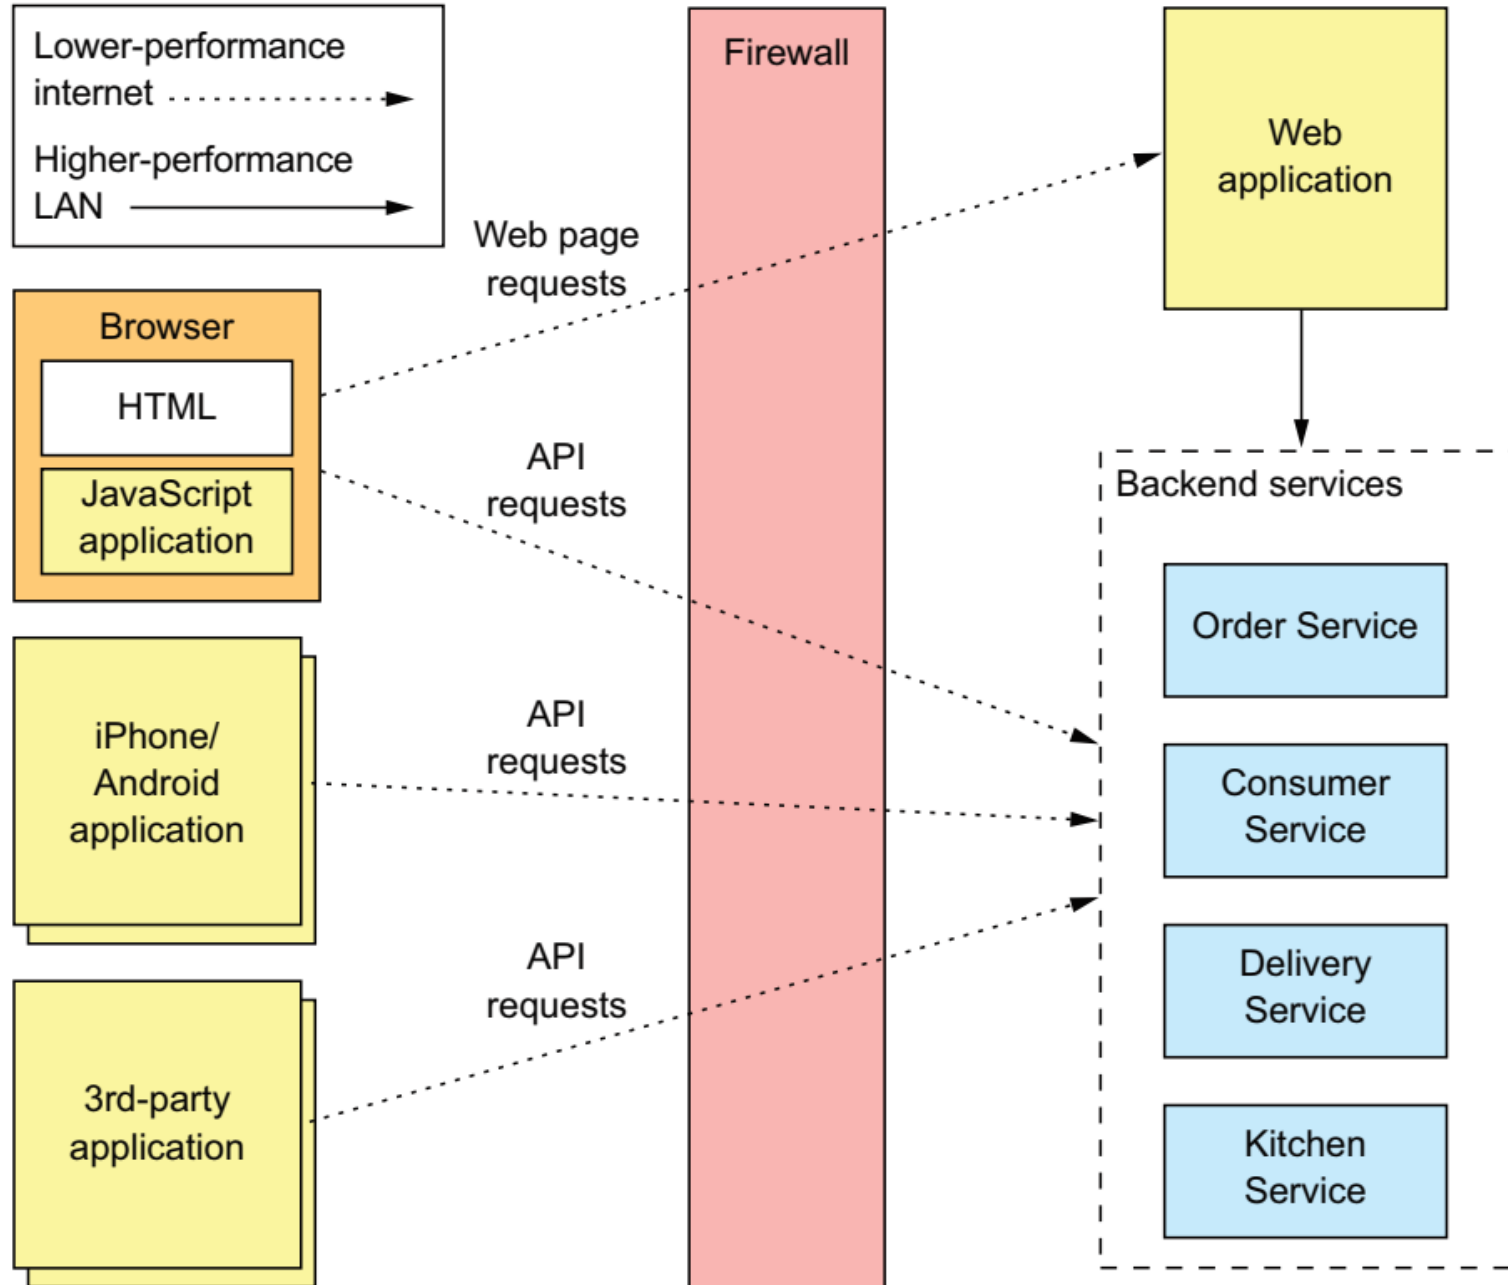 Lower-performance
internet
Higher-performance
LAN
Firewall
Web
application
Web page
requests
Browser
HTML
JavaScript
application
API
requests
Backend services
Order Service
iPhone/
Android
application
API
requests
Consumer
Service
3rd-party
application
API
requests
Delivery
Service
Kitchen
Service